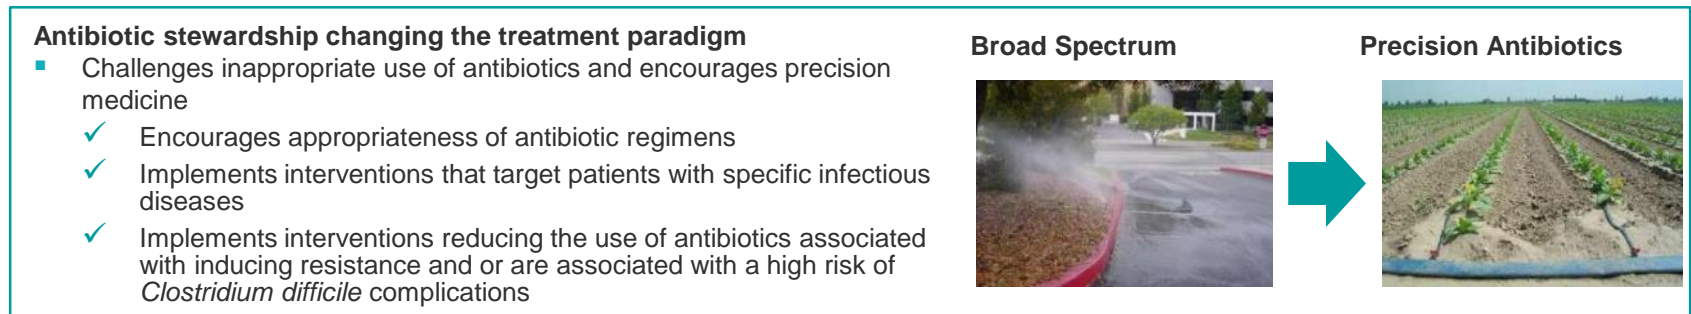 Antibiotic stewardship changing the treatment paradigm
▪ Challenges inappropriate use of antibiotics and encourages precision
medicine
✓ Encourages appropriateness of antibiotic regimens
✓ Implements interventions that target patients with specific infectious
diseases
✓ Implements interventions reducing the use of antibiotics associated
with inducing resistance and or are associated with a high risk of
Clostridium difficile complications
Broad Spectrum
Precision Antibiotics